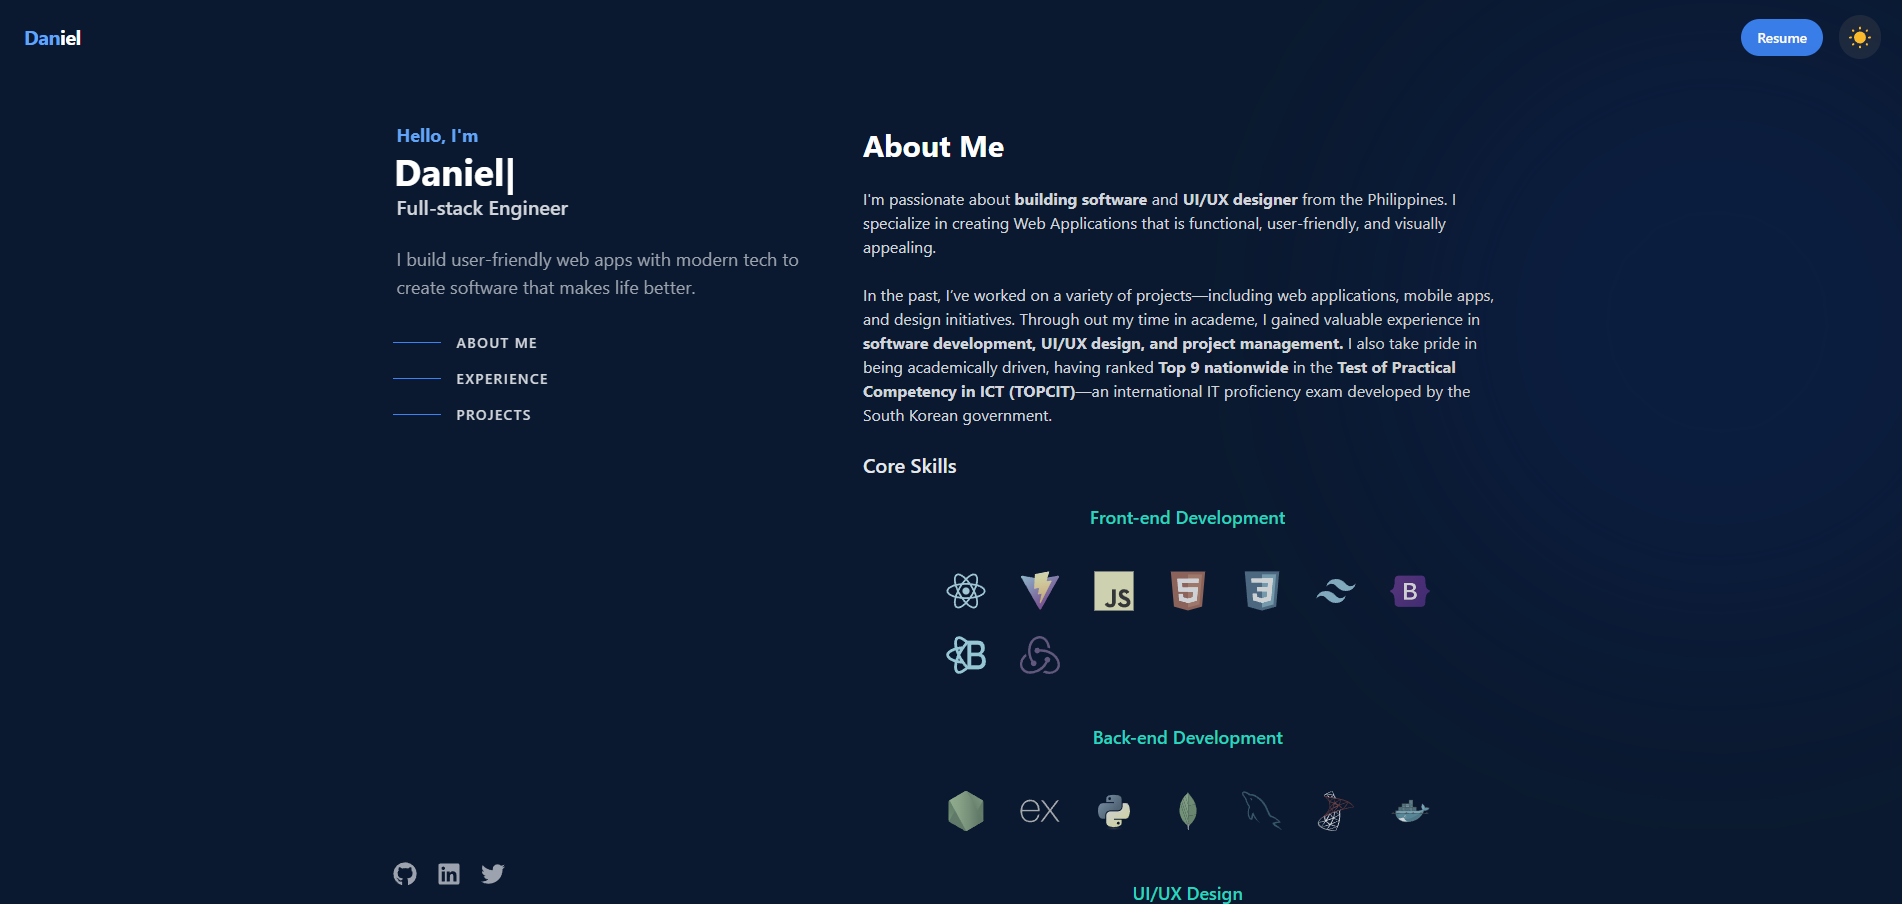 Daniel
Resume
Hello, I'm
Daniel|
Full-stack Engineer
I build user-friendly web apps with modern tech to
create software that makes life better.
ABOUT ME
EXPERIENCE
PROJECTS
About Me
I'm passionate about building software and UI/UX designer from the Philippines. I
specialize in creating Web Applications that is functional, user-friendly, and visually
appealing.
In the past, I’ve worked on a variety of projects—including web applications, mobile apps,
and design initiatives. Through out my time in academe, I gained valuable experience in
software development, UI/UX design, and project management. I also take pride in
being academically driven, having ranked Top 9 nationwide in the Test of Practical
Competency in ICT (TOPCIT)—an international IT proficiency exam developed by the
South Korean government.
Core Skills
Front-end Development
JS
5
3
B
B
Back-end Development
ex
UI/UX Design
in